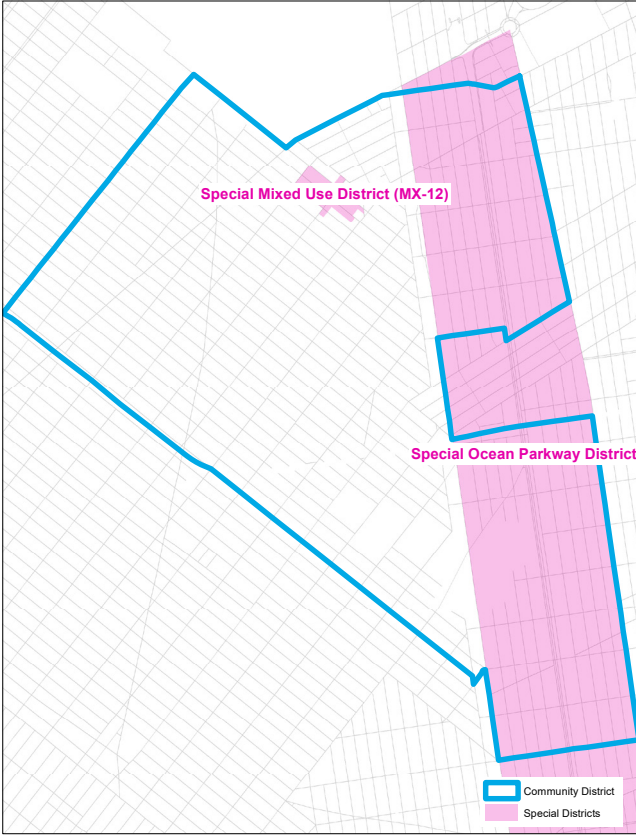 Special Mixed Use District (MX-12)
Special Ocean Parkway District
Community District
Special Districts